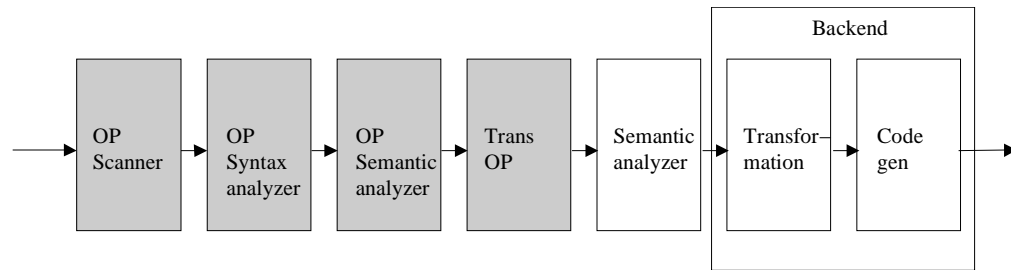 Backend
OP
Scanner
OP
Syntax
analyzer
OP
Semantic
analyzer
Trans
OP
Semantic
analyzer
Transfor–
mation
Code
gen